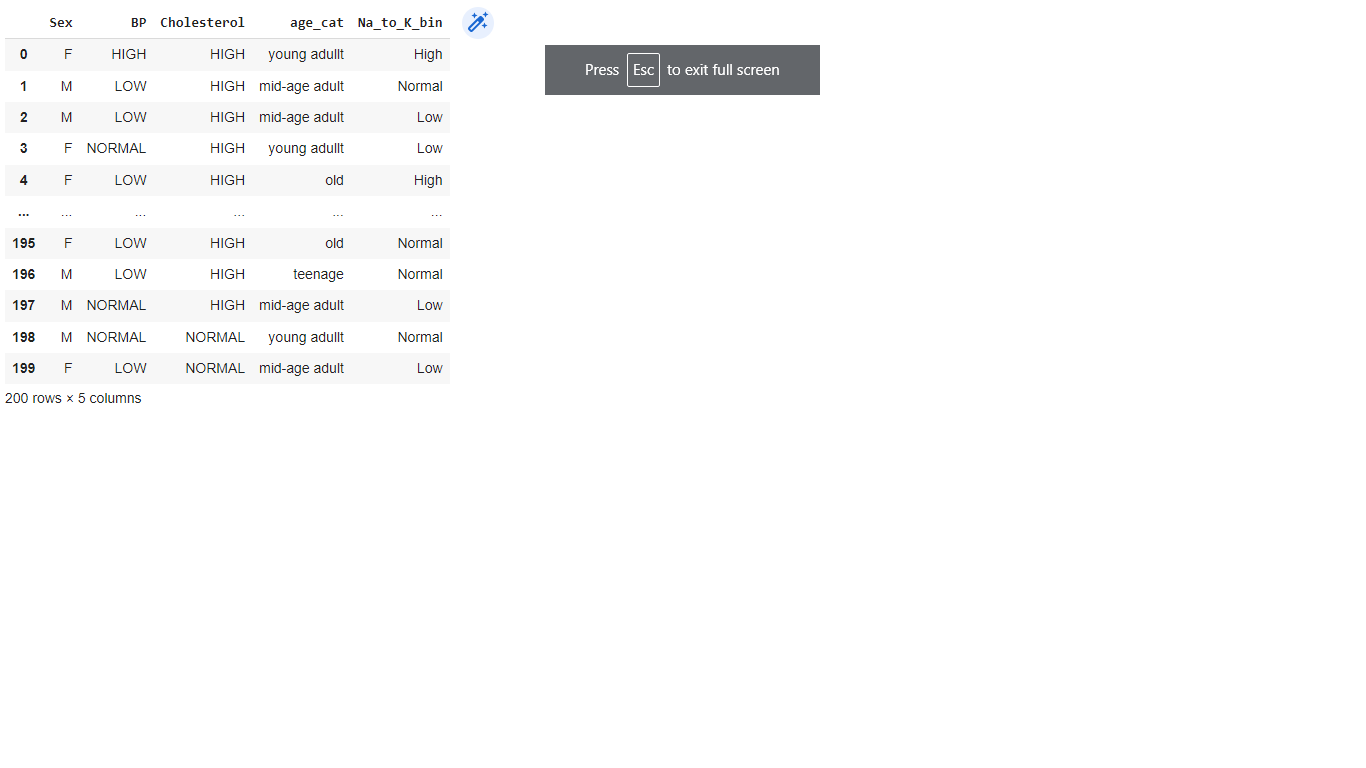 Sex BP Cholesterol age_cat Na_to_K_bin
0 F HIGH HIGH young adullt High
Press Esc to exit full screen
1 M LOW HIGH mid-age adult Normal
2 M LOW HIGH mid-age adult Low
3 F NORMAL HIGH young adullt Low
4 F LOW HIGH old High
... ... ... ... ... ...
195 F LOW HIGH old Normal
196 M LOW HIGH teenage Normal
197 M NORMAL HIGH mid-age adult Low
198 M NORMAL NORMAL young adullt Normal
199 F LOW NORMAL mid-age adult Low
200 rows × 5 columns